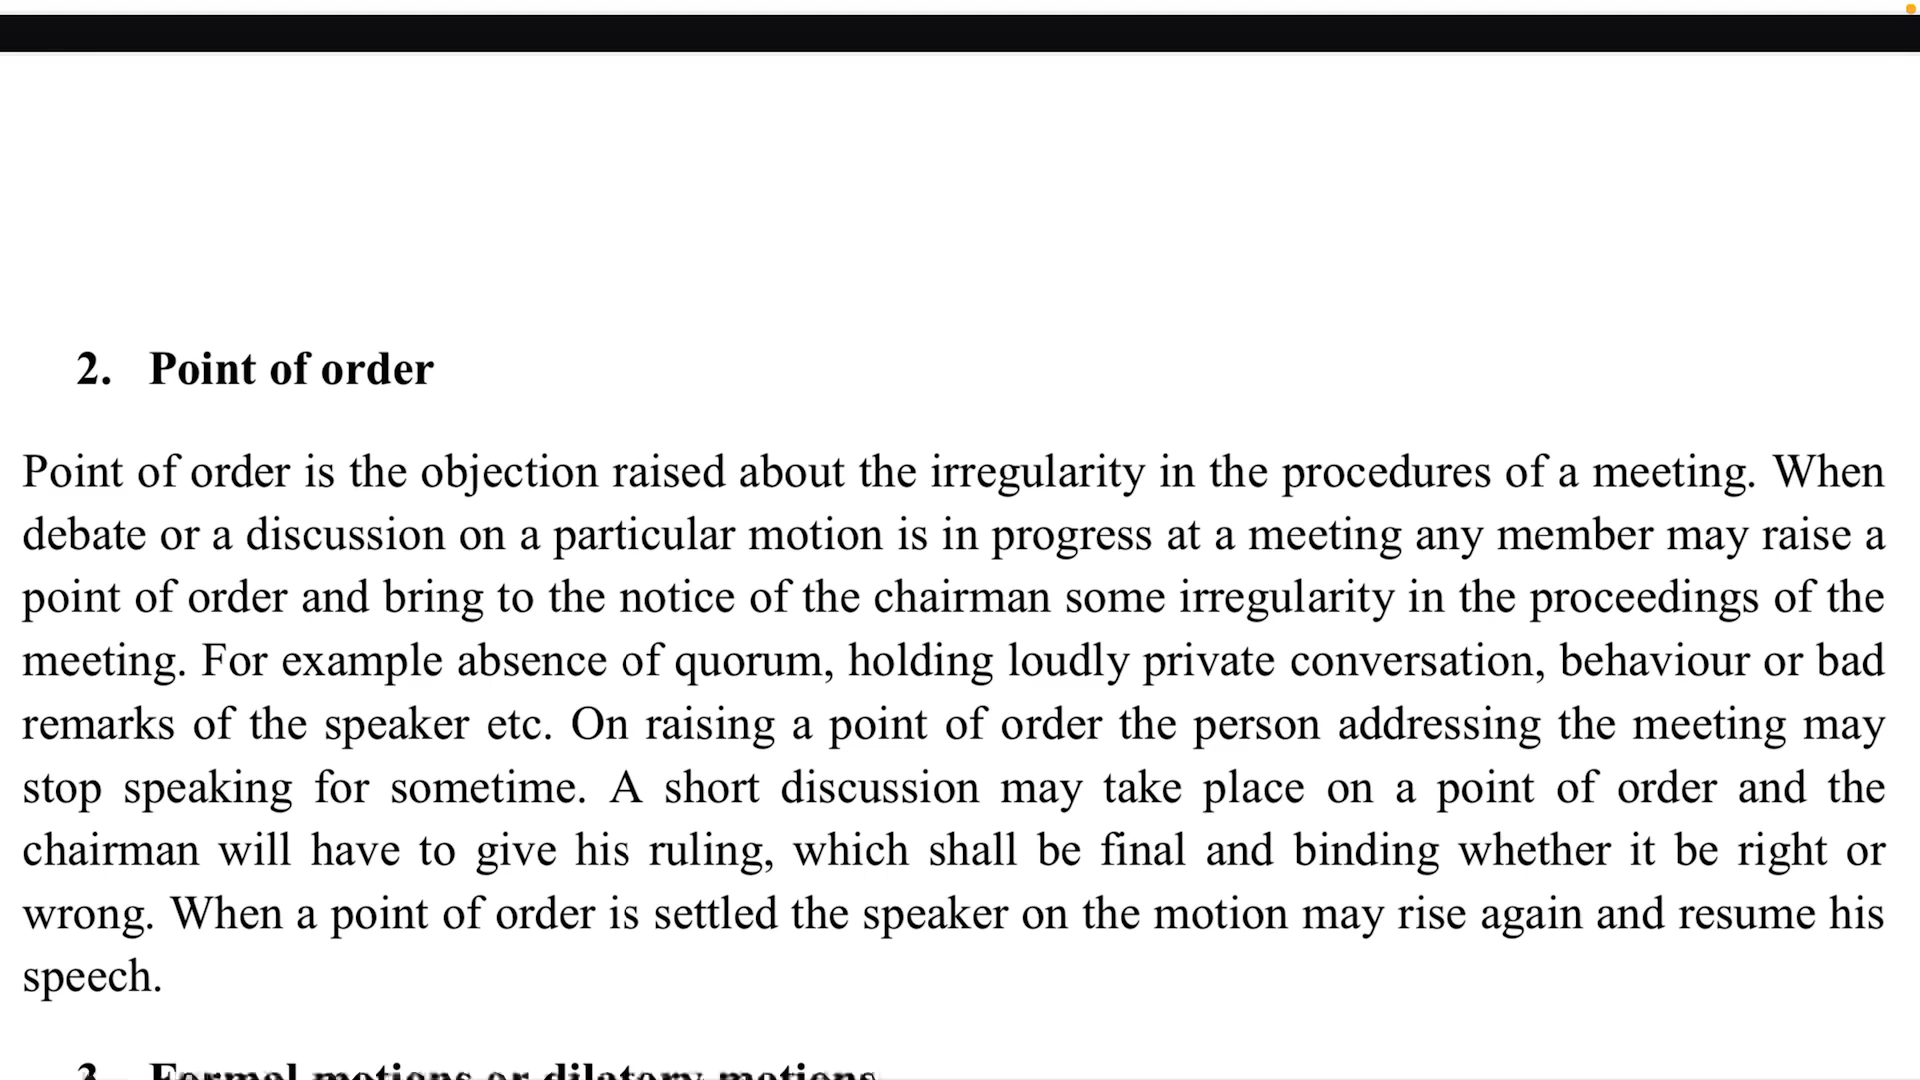 2. Point of order
Point of order is the objection raised about the irregularity in the procedures of a meeting. When
debate or a discussion on a particular motion is in progress at a meeting any member may raise a
point of order and bring to the notice of the chairman some irregularity in the proceedings of the
meeting. For example absence of quorum, holding loudly private conversation, behaviour or bad
remarks of the speaker etc. On raising a point of order the person addressing the meeting may
stop speaking for sometime. A short discussion may take place on a point of order and the
chairman will have to give his ruling, which shall be final and binding whether it be right or
wrong. When a point of order is settled the speaker on the motion may rise again and resume his
speech.
3. Formal motions or dilatory motions